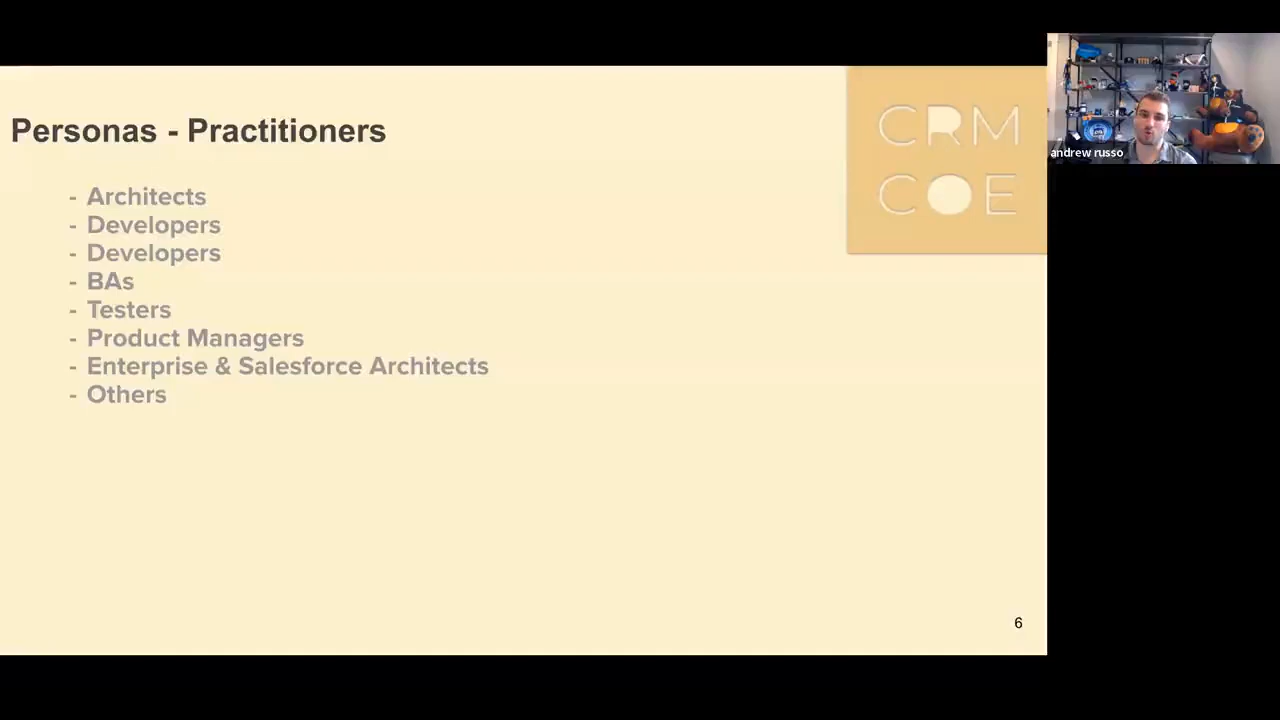 Personas - Practitioners
- Architects
- Developers
- Developers
- BAs
- Testers
- Product Managers
- Enterprise & Salesforce Architects
- Others
CRM
COE
andrew russo
6